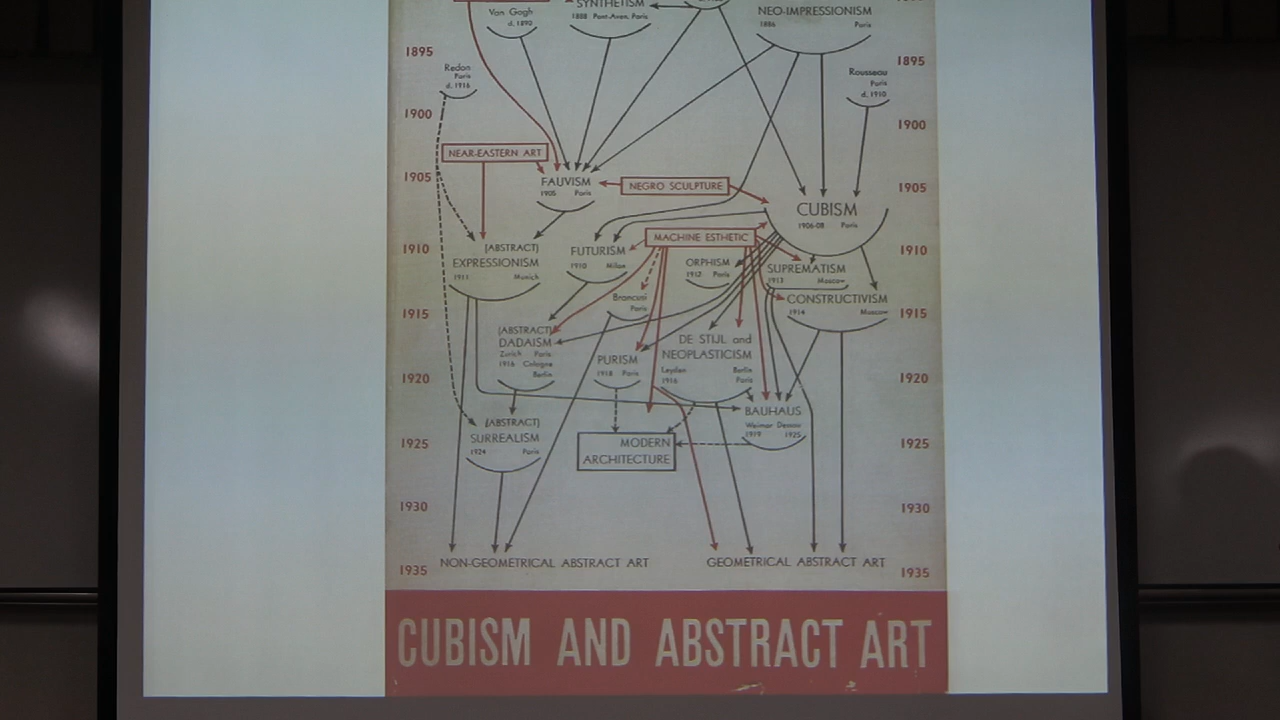 SYNTHETISM
Van Gogh
d. 1890
1888 Pont-Aven, Paris
NEO-IMPRESSIONISM
1886 Paris
1895
1895
Redon
Paris
d. 1916
Rousseau
Paris
d. 1910
1900
1900
NEAR-EASTERN ART
1905
FAUVISM
1905 Paris
NEGRO SCULPTURE
1905
CUBISM
1906-08 Paris
1910
(ABSTRACT)
EXPRESSIONISM
1911 Munich
FUTURISM
1910 Milan
MACHINE ESTHETIC
ORPHISM
1912 Paris
1910
SUPREMATISM
1913 Moscow
CONSTRUCTIVISM
1914 Moscow
Brancusi
Paris
1915
1915
(ABSTRACT)
DADAISM
Zurich Paris
1916 Cologne
Berlin
PURISM
1918 Paris
DE STIJL and
NEOPLASTICISM
Leyden Berlin
1916 Paris
1920
1920
BAUHAUS
Weimar Dessau
1919 1925
(ABSTRACT)
SURREALISM
1924 Paris
MODERN
ARCHITECTURE
1925
1925
1930
1930
NON-GEOMETRICAL ABSTRACT ART
GEOMETRICAL ABSTRACT ART
1935
1935
CUBISM AND ABSTRACT ART